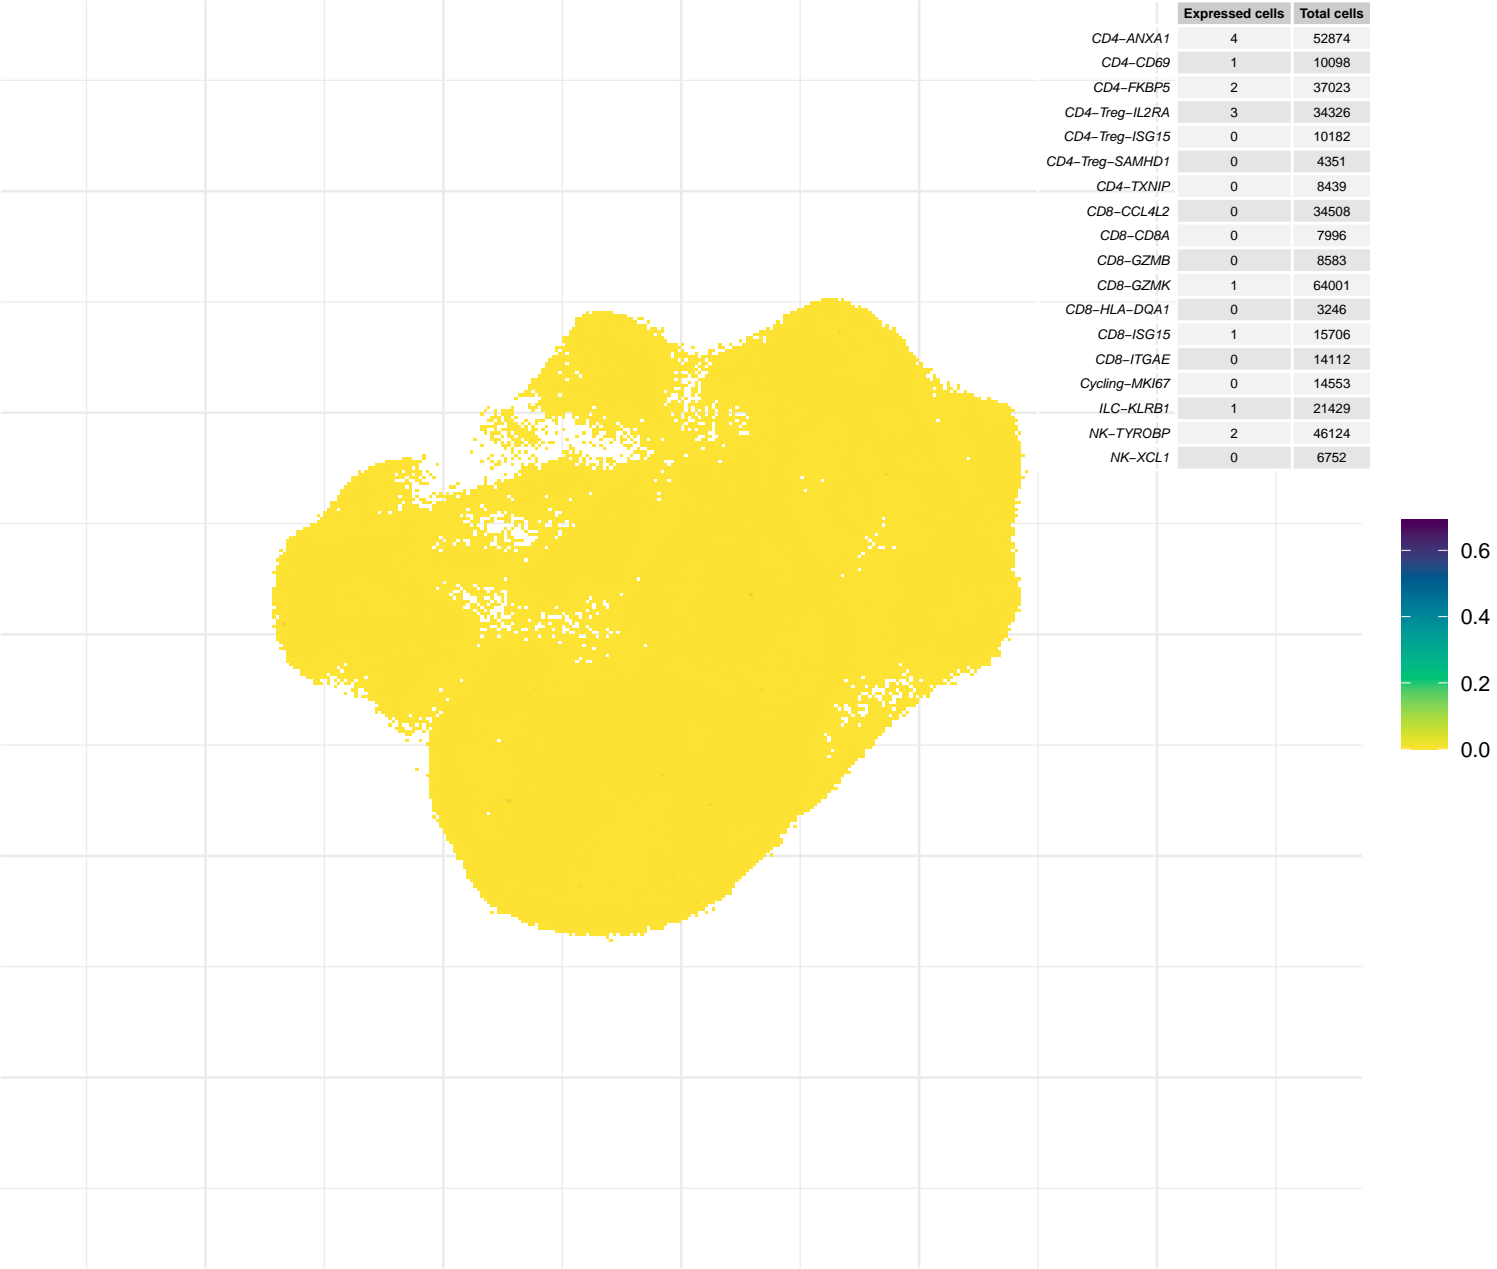 Expressed cells Total cells
CD4−ANXA1 4 52874
CD4−CD69 1 10098
CD4−FKBP5 2 37023
CD4−Treg−IL2RA 3 34326
CD4−Treg−ISG15 0 10182
CD4−Treg−SAMHD1 0 4351
CD4−TXNIP 0 8439
CD8−CCL4L2 0 34508
CD8−CD8A 0 7996
CD8−GZMB 0 8583
CD8−GZMK 1 64001
CD8−HLA−DQA1 0 3246
CD8−ISG15 1 15706
CD8−ITGAE 0 14112
Cycling−MKI67 0 14553
ILC−KLRB1 1 21429
NK−TYROBP 2 46124
NK−XCL1 0 6752
0.6
0.4
0.2
0.0